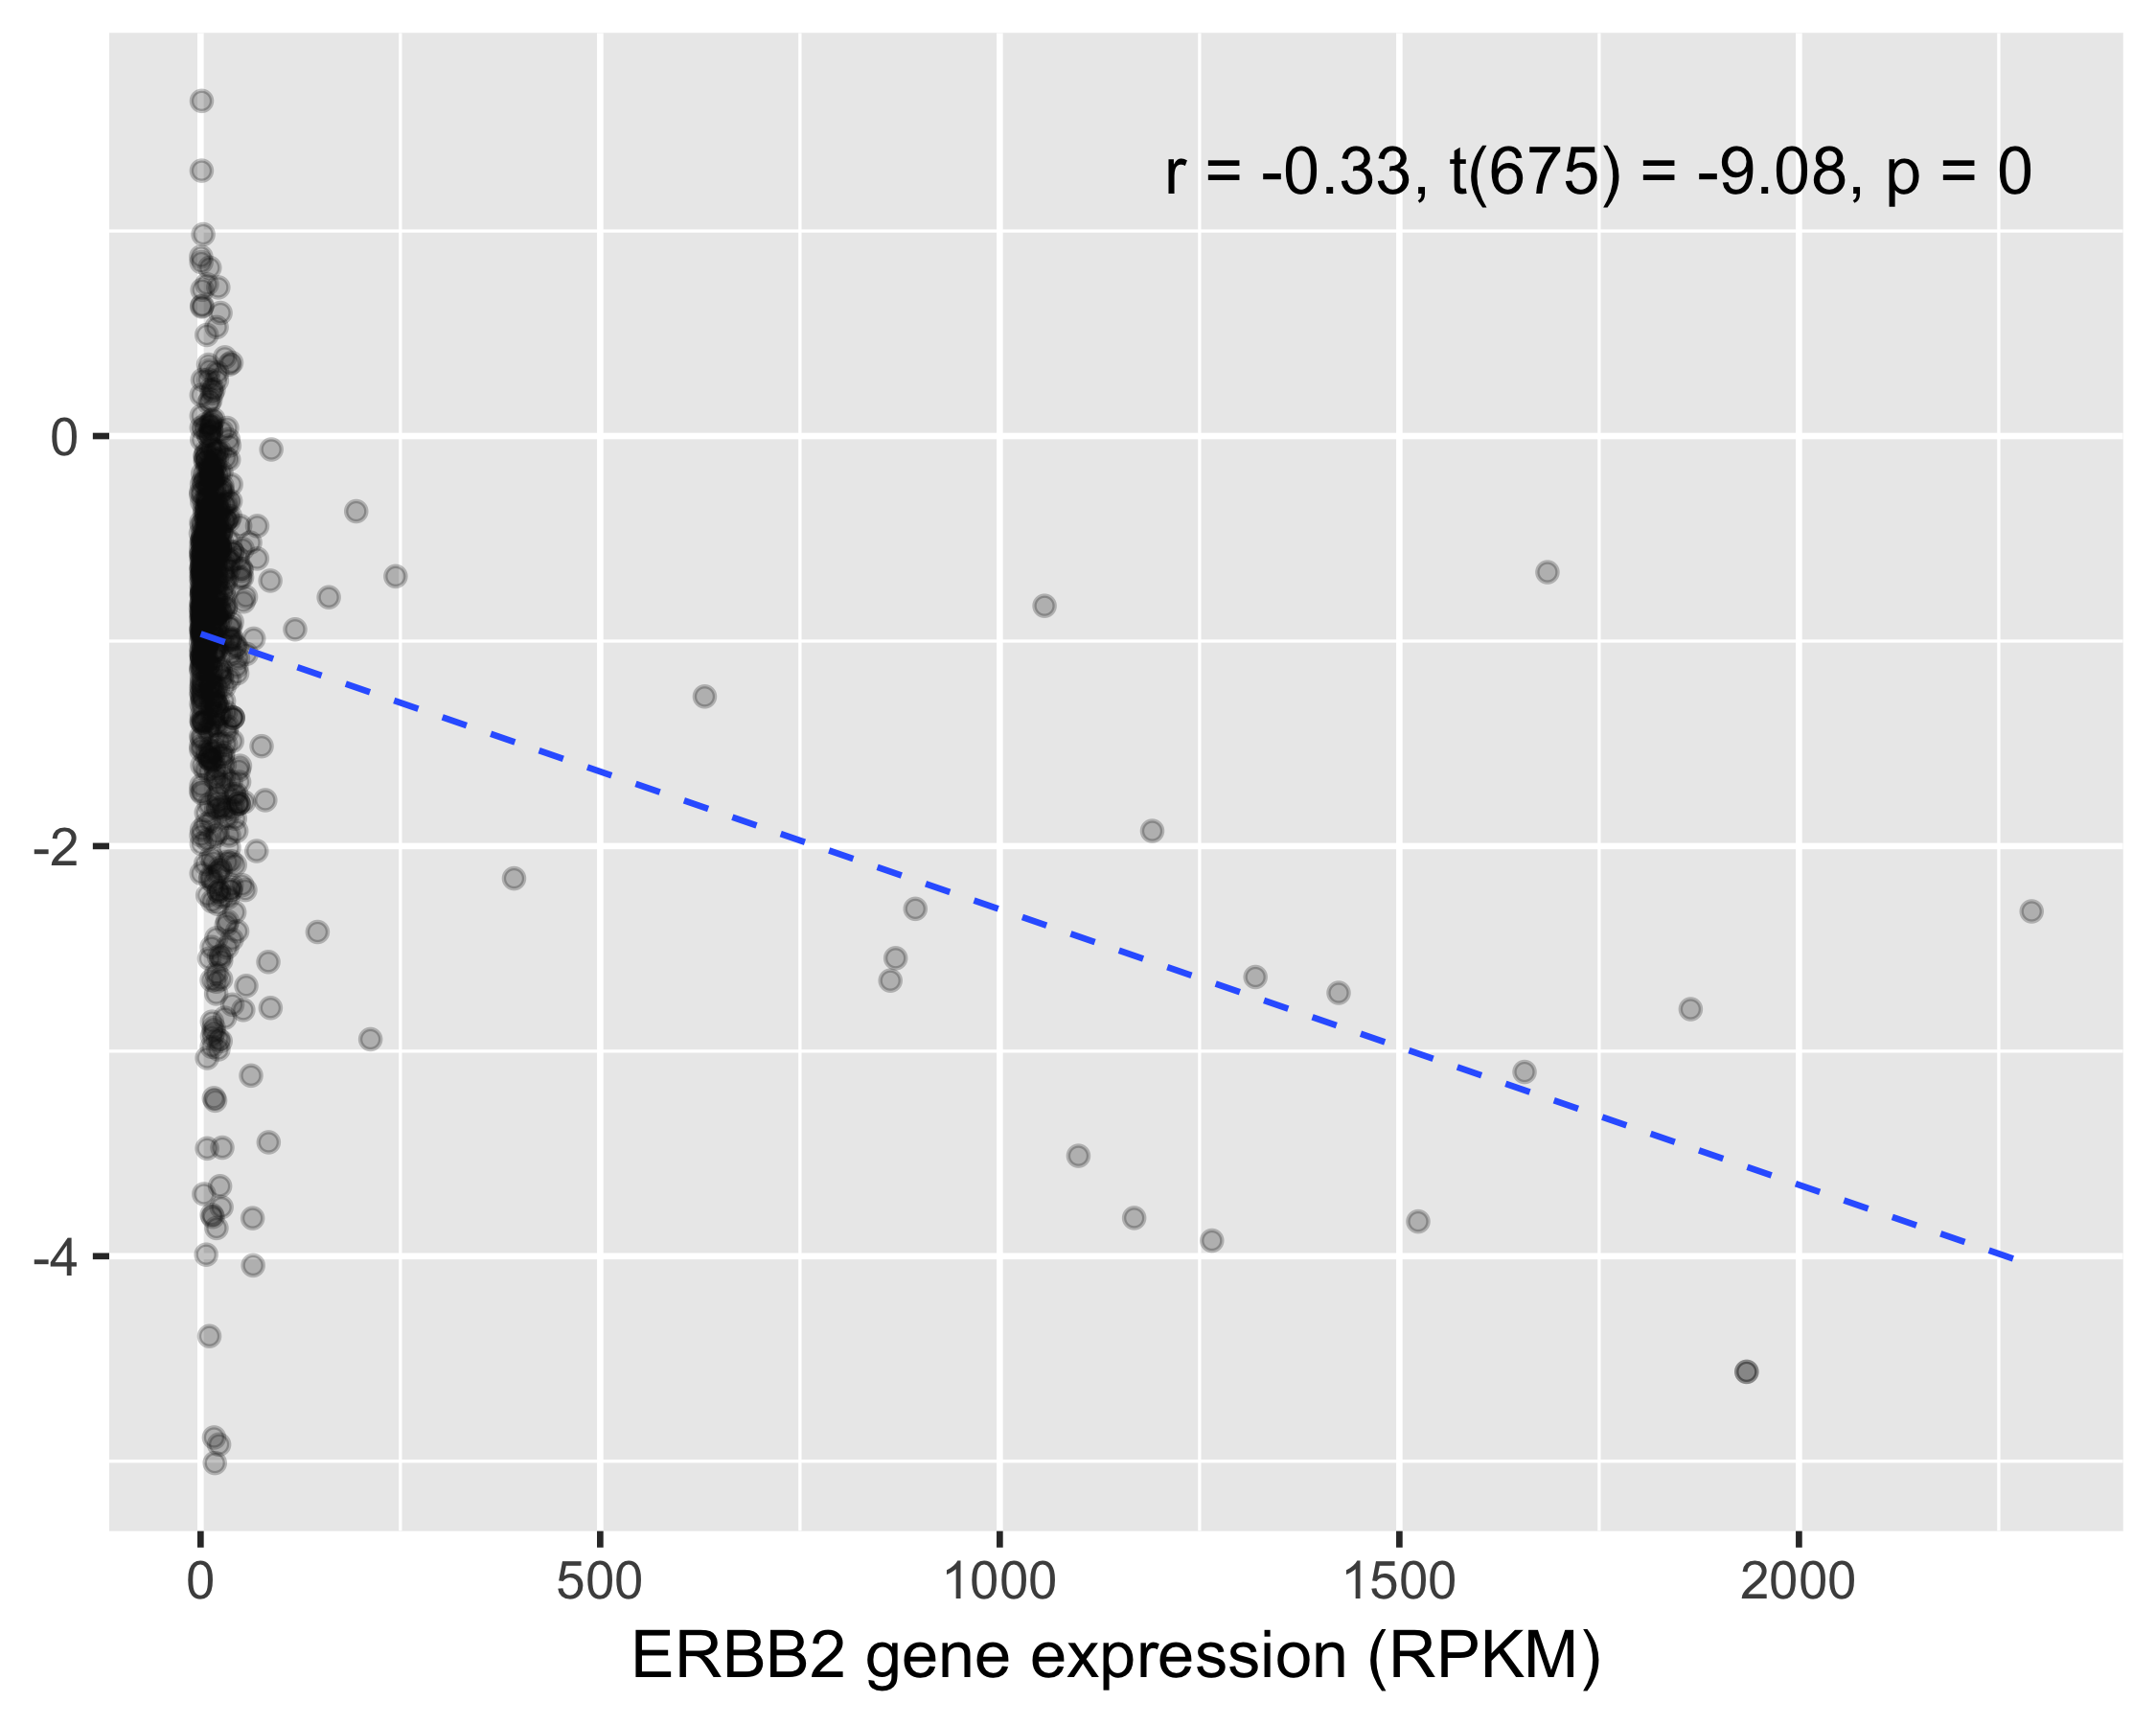 r = -0.33, t(675) = -9.08, p = 0
0
-2
-4
0 500 1000 1500 2000
ERBB2 gene expression (RPKM)